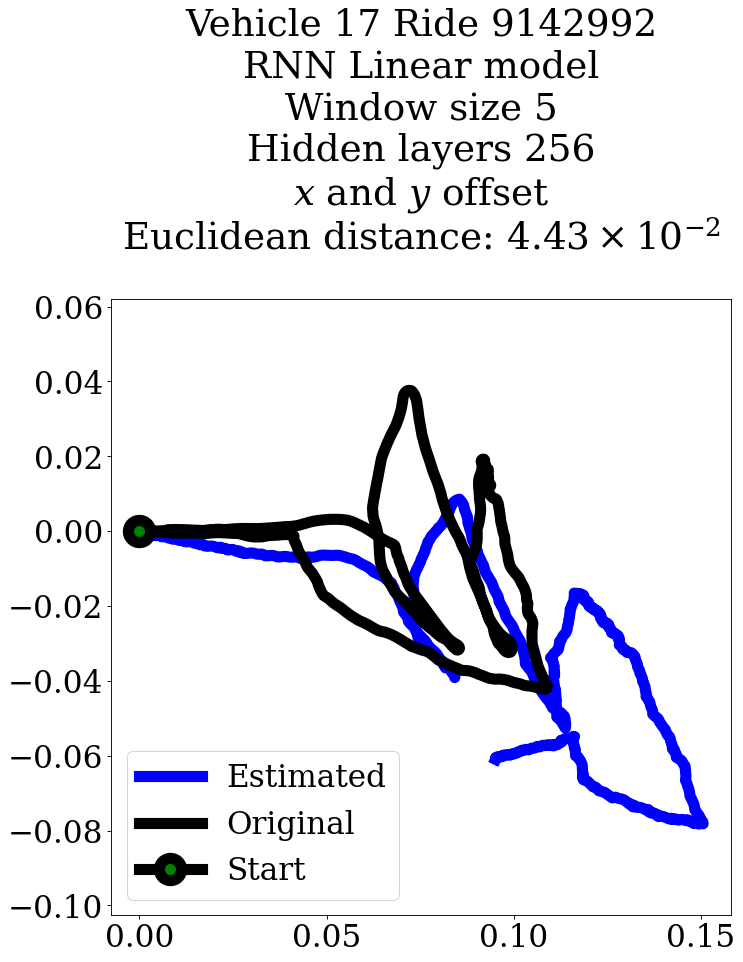 Vehicle 17 Ride 9142992
RNN Linear model
Window size 5
Hidden layers 256
x and y offset
Euclidean distance: 4.43 × 10⁻²
0.06
0.04
0.02
0.00
−0.02
−0.04
−0.06
−0.08
−0.10
Estimated
Original
Start
0.00 0.05 0.10 0.15